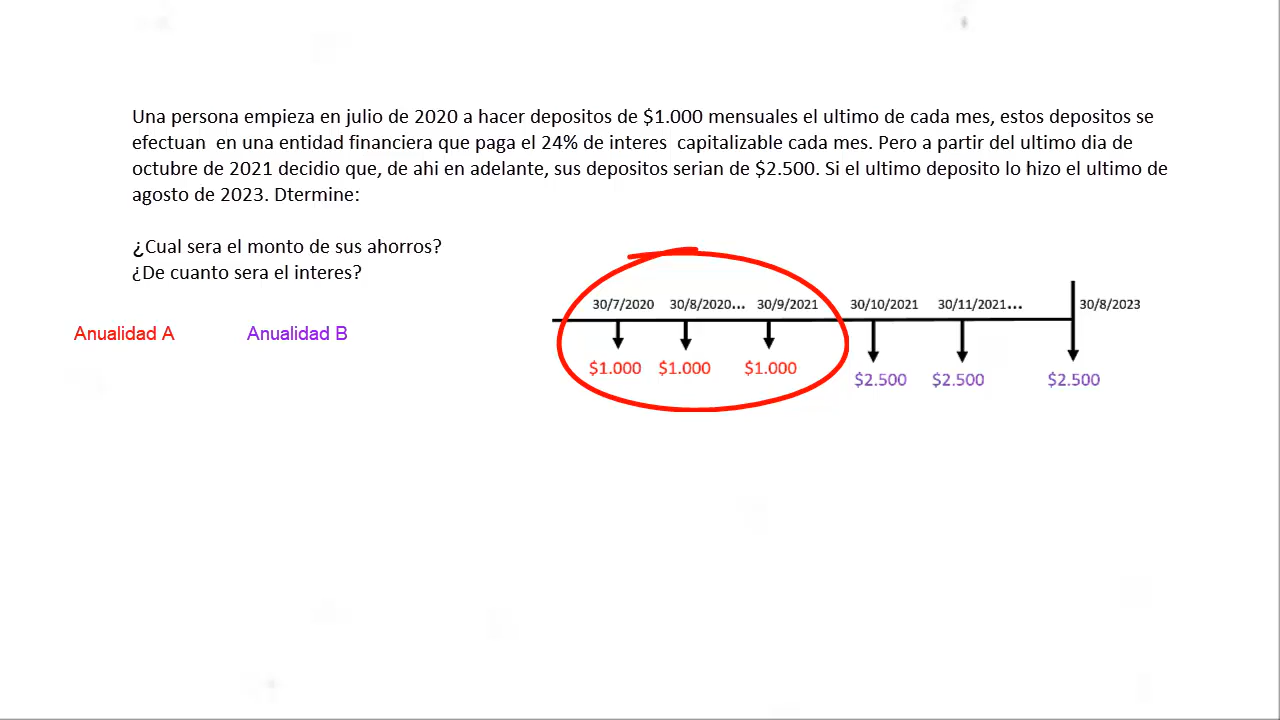 Una persona empieza en julio de 2020 a hacer depositos de $1.000 mensuales el ultimo de cada mes, estos depositos se
efectuan en una entidad financiera que paga el 24% de interes capitalizable cada mes. Pero a partir del ultimo dia de
octubre de 2021 decidio que, de ahi en adelante, sus depositos serian de $2.500. Si el ultimo deposito lo hizo el ultimo de
agosto de 2023. Dtermine:
¿Cual sera el monto de sus ahorros?
¿De cuanto sera el interes?
30/7/2020 30/8/2020... 30/9/2021 30/10/2021 30/11/2021... 30/8/2023
Anualidad A Anualidad B
$1.000 $1.000 $1.000
$2.500 $2.500 $2.500